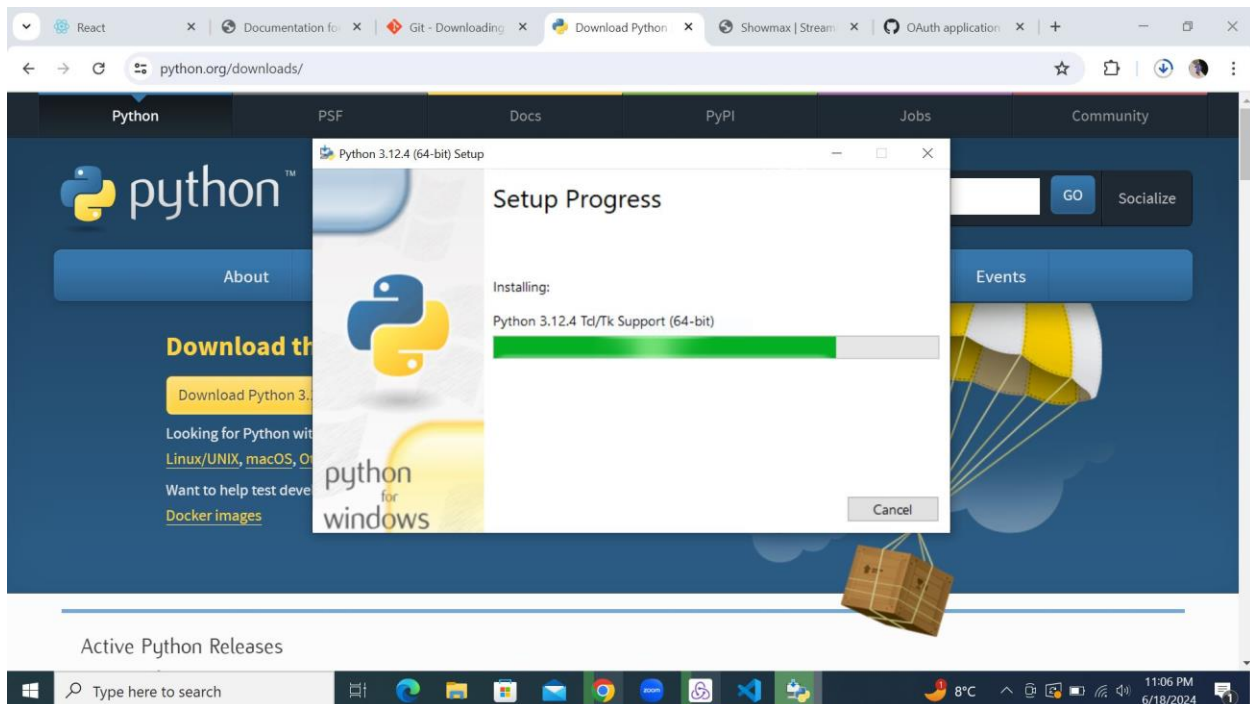 React
Documentation fo
Git - Downloading
Download Python
Showmax | Stream
OAuth application
python.org/downloads/
Python
PSF
Docs
PyPI
Jobs
Community
Python 3.12.4 (64-bit) Setup
python™
Setup Progress
GO
Socialize
About
Events
Installing:
Python 3.12.4 Tcl/Tk Support (64-bit)
Download th
Download Python 3.
Looking for Python wit
Linux/UNIX, macOS, Ot
Want to help test deve
Docker images
python
for
windows
Cancel
Active Python Releases
Type here to search
zoom
8°C
11:06 PM
6/18/2024
1